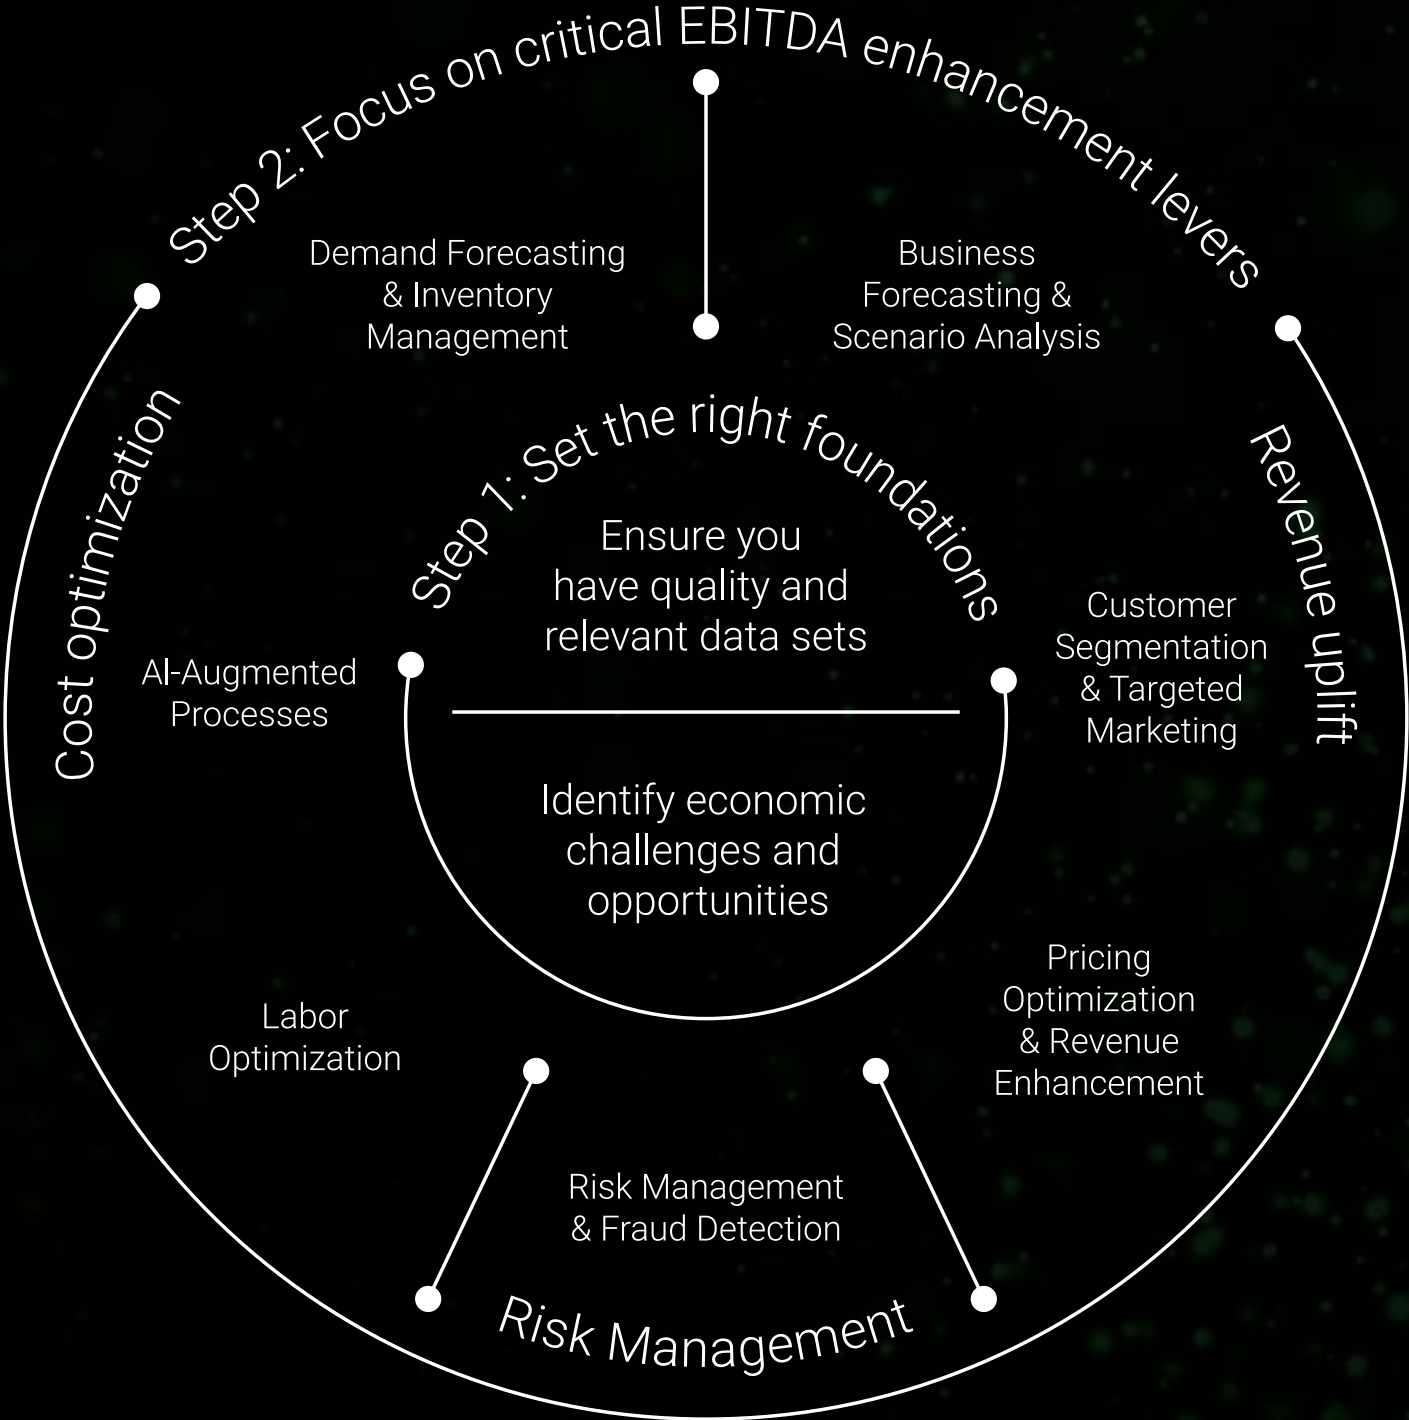 Step 2: Focus on critical EBITDA enhancement levers
Demand Forecasting
& Inventory
Management
Business
Forecasting &
Scenario Analysis
Cost optimization
Revenue uplift
Step 1: Set the right foundations
Ensure you
have quality and
relevant data sets
Identify economic
challenges and
opportunities
AI-Augmented
Processes
Customer
Segmentation
& Targeted
Marketing
Labor
Optimization
Pricing
Optimization
& Revenue
Enhancement
Risk Management
& Fraud Detection
Risk Management